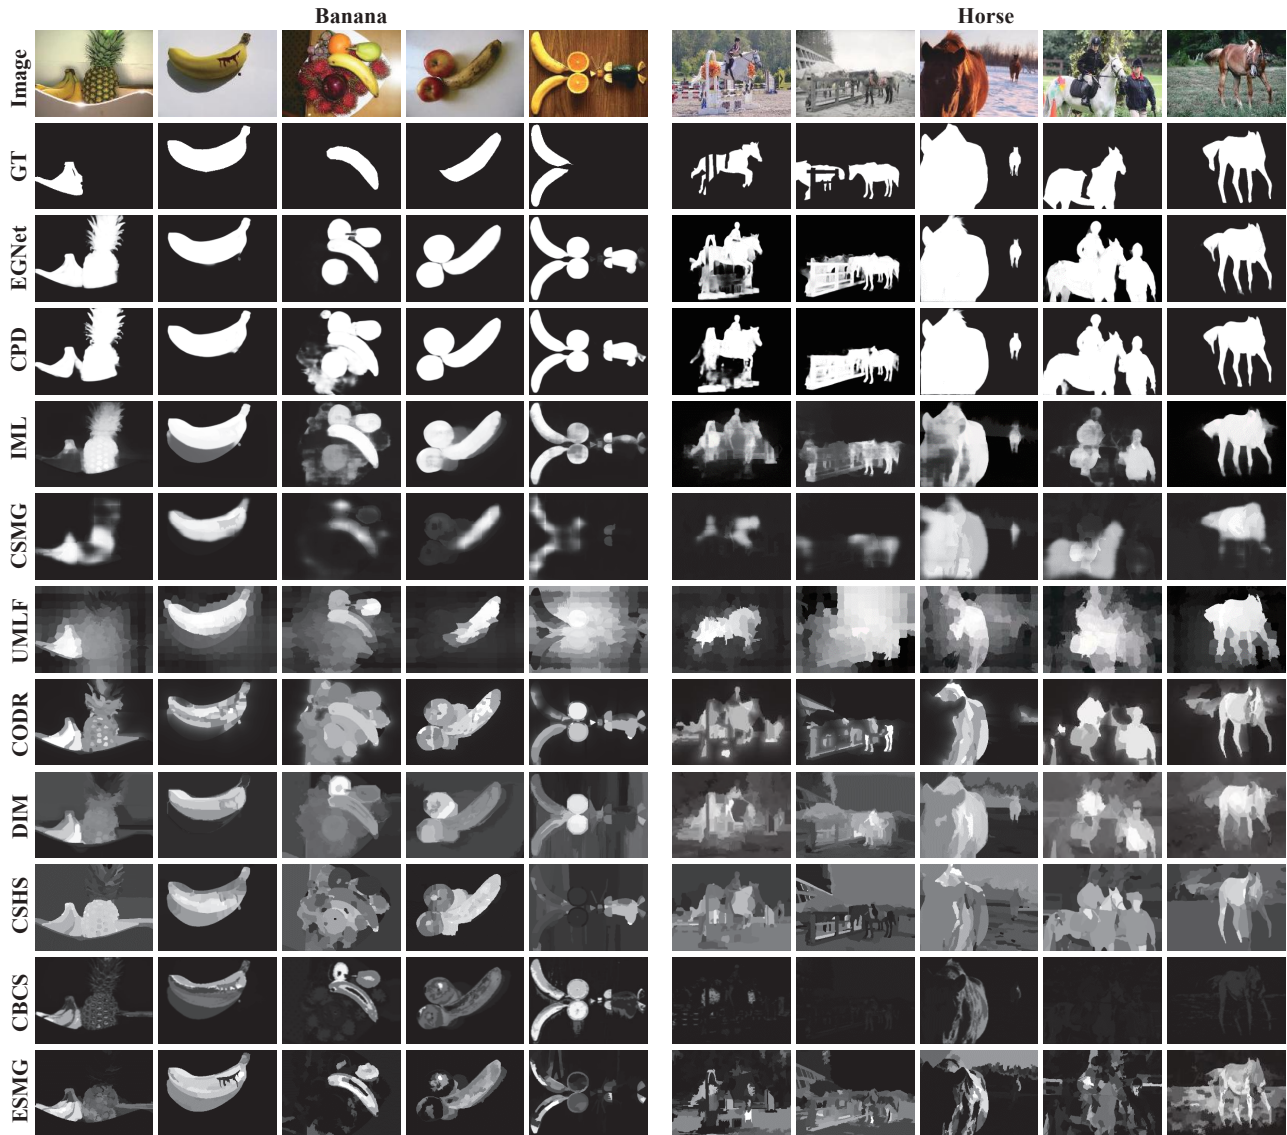 Banana Horse
Image
GT
EGNet
CPD
IML
CSMG
UMLF
CODR
DIM
CSHS
CBCS
ESMG